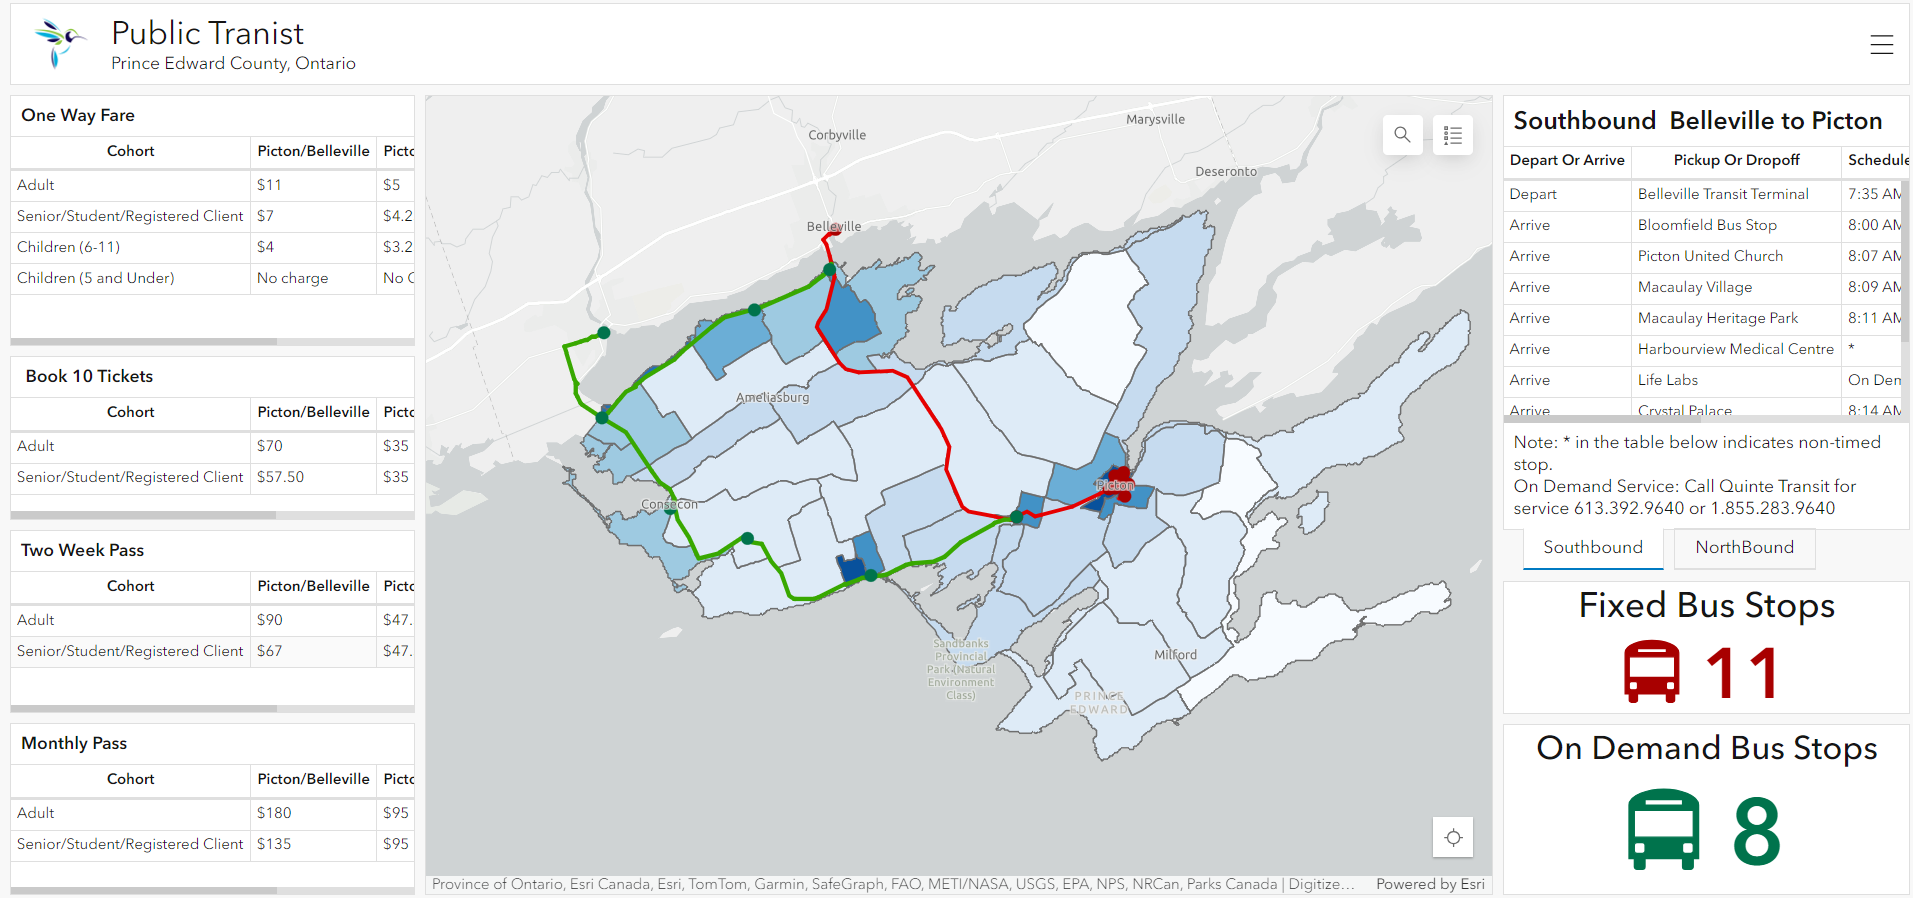 Public Tranist
Prince Edward County, Ontario
One Way Fare
Cohort Picton/Belleville Picto
Adult $11 $5
Senior/Student/Registered Client $7 $4.2
Children (6-11) $4 $3.2
Children (5 and Under) No charge No C
Book 10 Tickets
Cohort Picton/Belleville Picto
Adult $70 $35
Senior/Student/Registered Client $57.50 $35
Two Week Pass
Cohort Picton/Belleville Picto
Adult $90 $47.
Senior/Student/Registered Client $67 $47.
Monthly Pass
Cohort Picton/Belleville Picto
Adult $180 $95
Senior/Student/Registered Client $135 $95
Corbyville
Marysville
Deseronto
Belleville
Ameliasburg
Picton
Consecon
Sandbanks
Provincial
Park (Natural
Environment
Class)
Milford
PRINCE
EDWARD
Province of Ontario, Esri Canada, Esri, TomTom, Garmin, SafeGraph, FAO, METI/NASA, USGS, EPA, NPS, NRCan, Parks Canada | Digitize... Powered by Esri
Southbound Belleville to Picton
Depart Or Arrive Pickup Or Dropoff Schedule
Depart Belleville Transit Terminal 7:35 AM
Arrive Bloomfield Bus Stop 8:00 AM
Arrive Picton United Church 8:07 AM
Arrive Macaulay Village 8:09 AM
Arrive Macaulay Heritage Park 8:11 AM
Arrive Harbourview Medical Centre *
Arrive Life Labs On Dem
Arrive Crystal Palace 8:14 AM
Note: * in the table below indicates non-timed
stop.
On Demand Service: Call Quinte Transit for
service 613.392.9640 or 1.855.283.9640
Southbound NorthBound
Fixed Bus Stops
11
On Demand Bus Stops
8